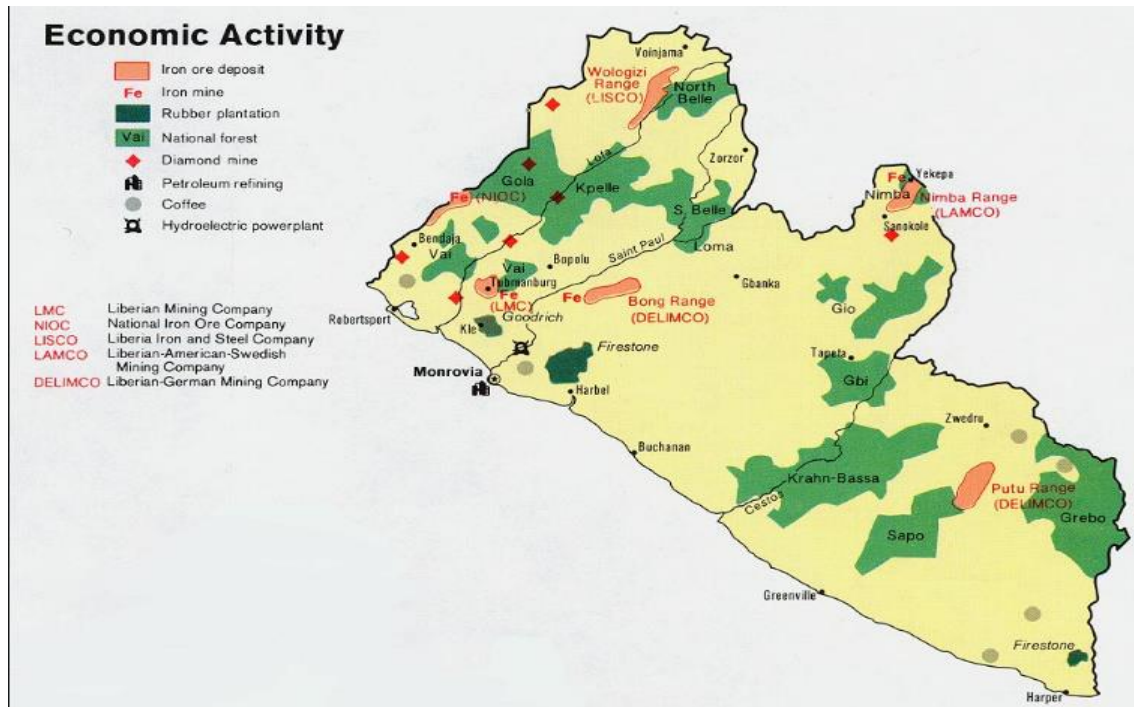 Economic Activity
Iron ore deposit
Fe Iron mine
Rubber plantation
Vai National forest
Diamond mine
Petroleum refining
Coffee
Hydroelectric powerplant
LMC Liberian Mining Company
NIOC National Iron Ore Company
LISCO Liberia Iron and Steel Company
LAMCO Liberian-American-Swedish
Mining Company
DELIMCO Liberian-German Mining Company
Voinjama
Wologizi
Range
(LISCO)
North
Belle
Zorzor
Lofa
Gola
Kpelle
Fe (NIOC)
S. Belle
Loma
Saint Paul
Bendaja
Vai
Vai
Bopolu
Tubmanburg
Fe
(LMC)
Fe
Bong Range
(DELIMCO)
Gbanka
Robertsport
Kle
Goodrich
Firestone
Monrovia
Harbel
Buchanan
Fe
Yekepa
Nimba
Nimba Range
(LAMCO)
Sanokole
Gio
Tapeta
Gbi
Zwedru
Krahn-Bassa
Cestos
Putu Range
(DELIMCO)
Grebo
Sapo
Greenville
Firestone
Harper